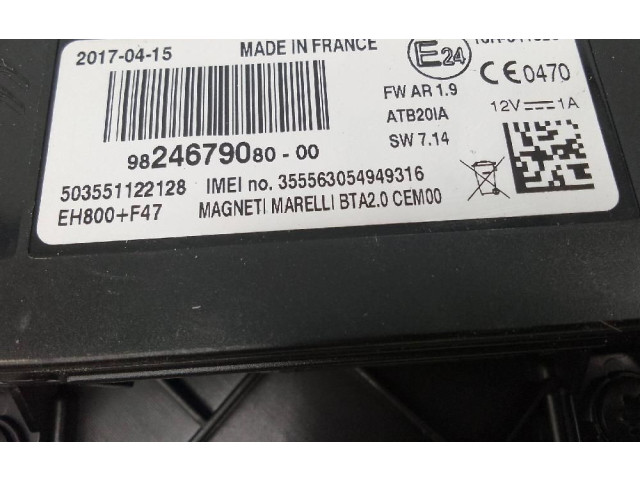 2017-04-15 MADE IN FRANCE
E24
CE0470
FW AR 1.9
ATB20IA 12V 1A
SW 7.14
9824679080-00
503551122128 IMEI no. 355563054949316
EH800+F47 MAGNETI MARELLI BTA2.0 CEM00